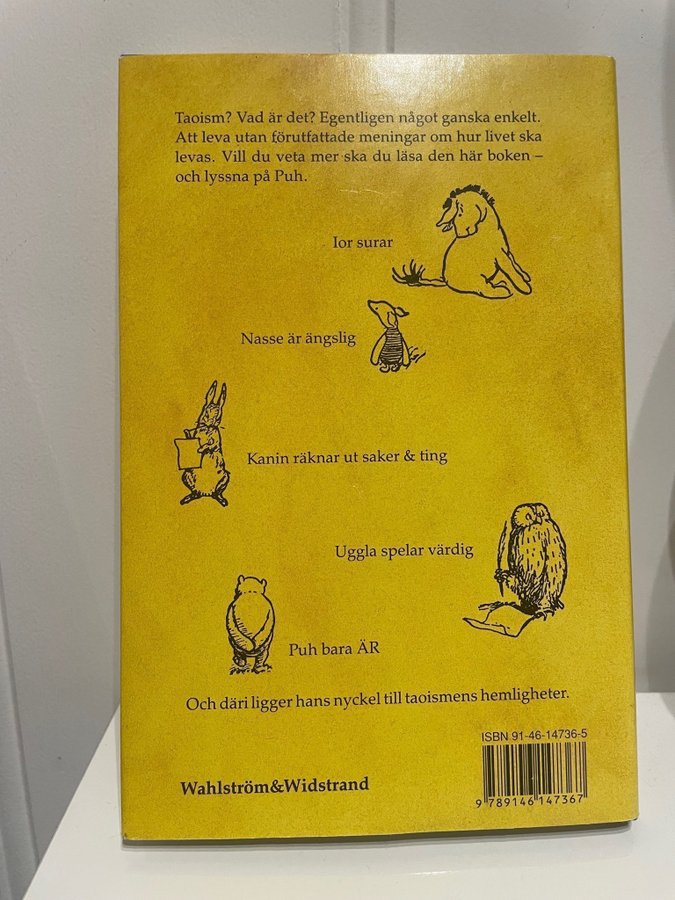 Taoism? Vad är det? Egentligen något ganska enkelt.
Att leva utan förutfattade meningar om hur livet ska
levas. Vill du veta mer ska du läsa den här boken –
och lyssna på Puh.
Ior surar
Nasse är ängslig
Kanin räknar ut saker & ting
Uggla spelar värdig
Puh bara ÄR
Och däri ligger hans nyckel till taoismens hemligheter.
ISBN 91-46-14736-5
Wahlström&Widstrand
9 789146 147367